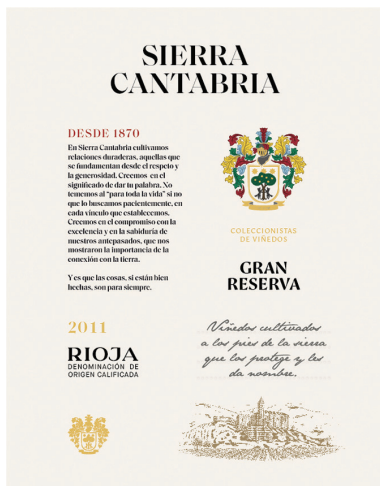 SIERRA
CANTABRIA
DESDE 1870
En Sierra Cantabria cultivamos
relaciones duraderas, aquellas que
se fundamentan desde el respeto y
la generosidad. Creemos en el
significado de dar tu palabra. No
tenemos al “para toda la vida” si no
que lo buscamos pacientemente, en
cada vínculo que establecemos.
Creemos en el compromiso con la
excelencia y en la sabiduría de
nuestros antepasados, que nos
mostraron la importancia de la
conexión con la tierra.
Y es que las cosas, si están bien
hechas, son para siempre.
COLECCIONISTAS
DE VIÑEDOS
GRAN
RESERVA
2011
RIOJA
DENOMINACIÓN DE
ORIGEN CALIFICADA
Viñedos cultivados
a los pies de la sierra
que los protege y les
da nombre.